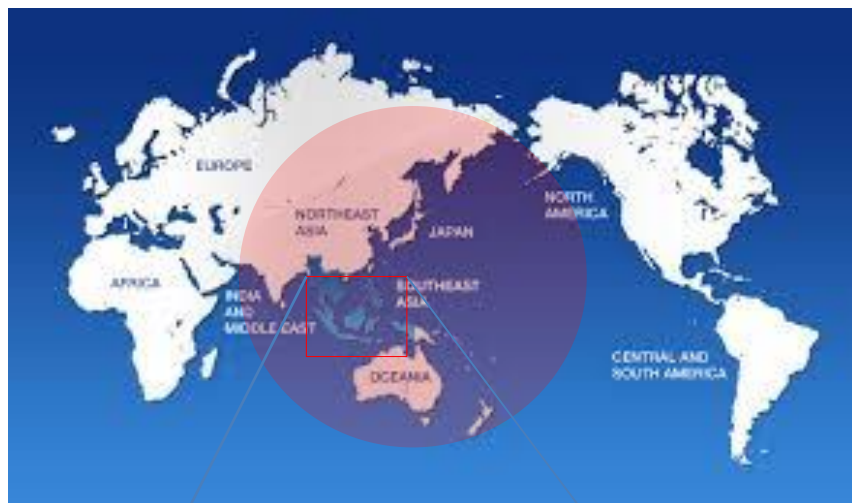 EUROPE
NORTHEAST
ASIA
JAPAN
NORTH
AMERICA
AFRICA
INDIA
AND
MIDDLE EAST
SOUTHEAST
ASIA
OCEANIA
CENTRAL AND
SOUTH AMERICA